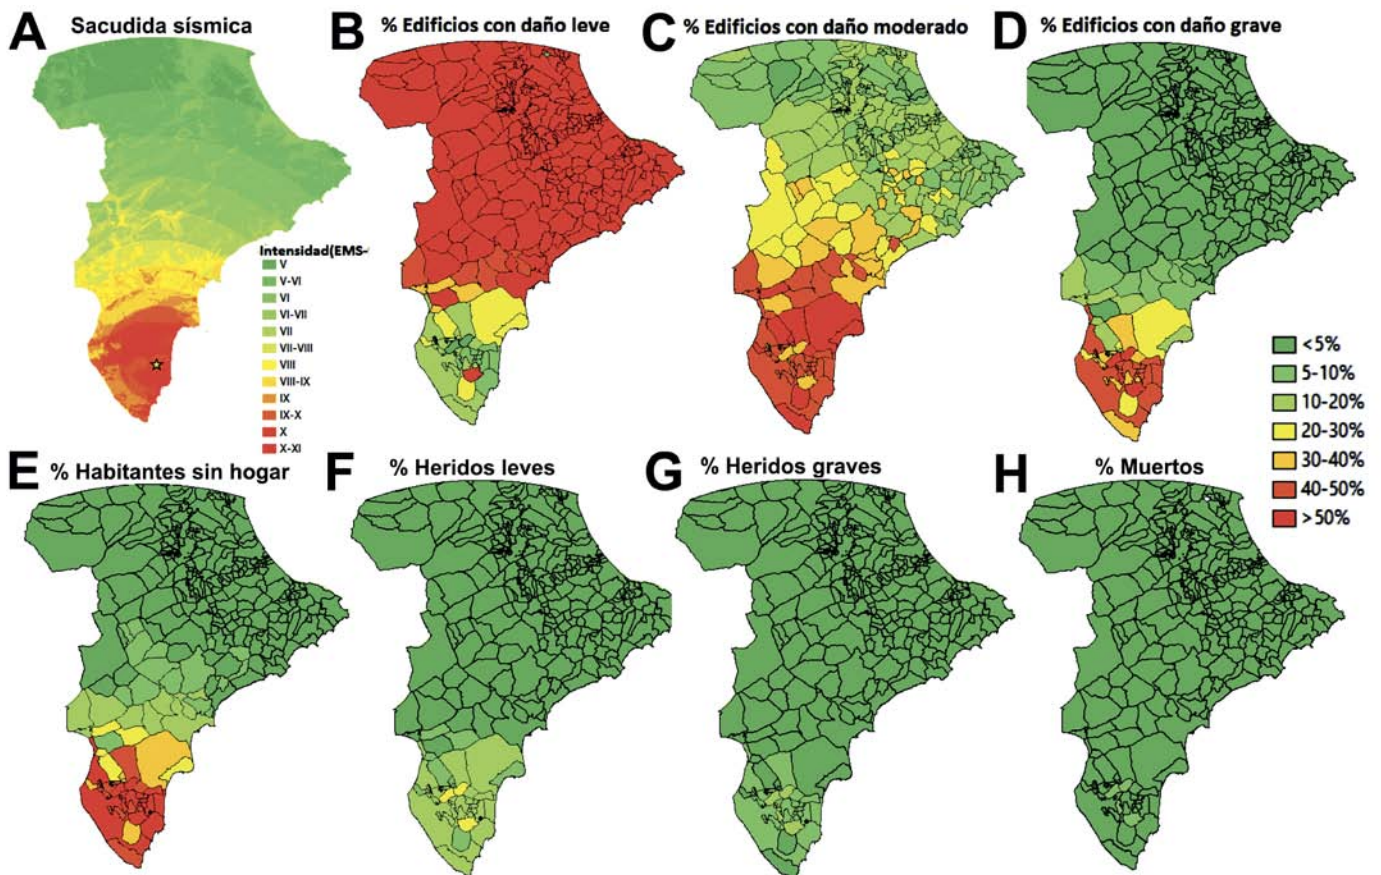 A Sacudida sísmica
B % Edificios con daño leve
C % Edificios con daño moderado
D % Edificios con daño grave
Intensidad(EMS-
V
V-VI
VI
VI-VII
VII
VII-VIII
VIII
VIII-IX
IX
IX-X
X
X-XI
<5%
5-10%
10-20%
20-30%
30-40%
40-50%
>50%
E % Habitantes sin hogar
F % Heridos leves
G % Heridos graves
H % Muertos